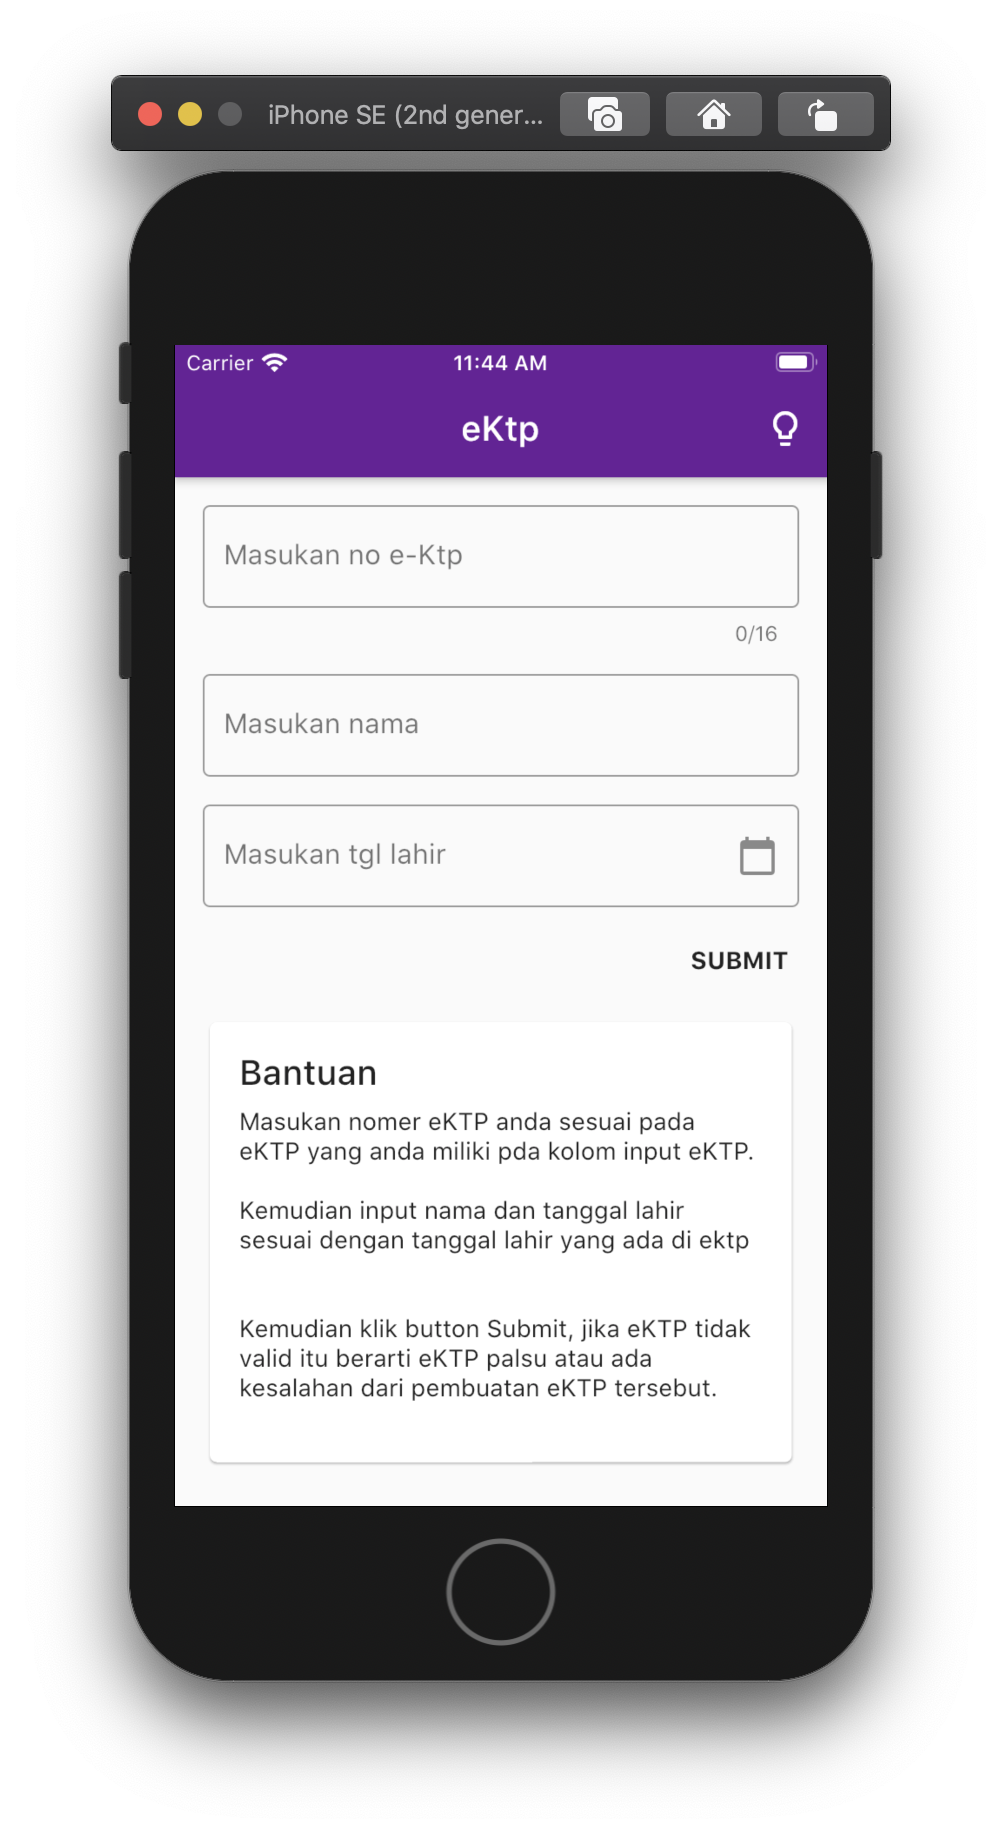 iPhone SE (2nd gener...
Carrier 11:44 AM
eKtp
Masukan no e-Ktp
0/16
Masukan nama
Masukan tgl lahir
SUBMIT
Bantuan
Masukan nomer eKTP anda sesuai pada
eKTP yang anda miliki pda kolom input eKTP.
Kemudian input nama dan tanggal lahir
sesuai dengan tanggal lahir yang ada di ektp
Kemudian klik button Submit, jika eKTP tidak
valid itu berarti eKTP palsu atau ada
kesalahan dari pembuatan eKTP tersebut.